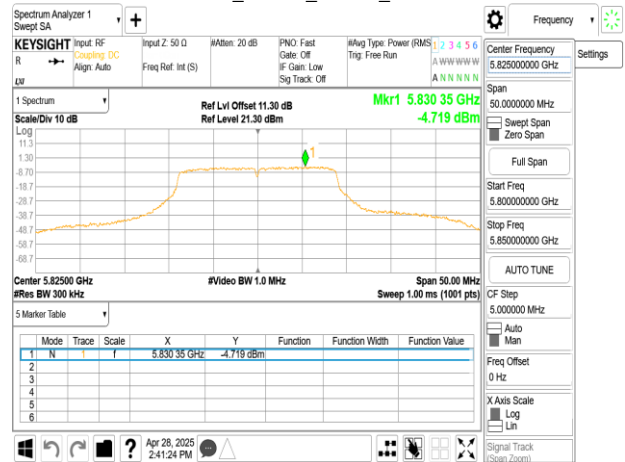 Spectrum Analyzer 1
Swept SA
+
Frequency
KEYSIGHT Input: RF Input Z: 50 Ω #Atten: 20 dB PNO: Fast #Avg Type: Power (RMS 1 2 3 4 5 6
R Coupling: DC Gate: Off Trig: Free Run
Align: Auto Freq Ref: Int (S) IF Gain: Low A W W W W W
LXI Sig Track: Off A N N N N N
1 Spectrum
Ref Lvl Offset 11.30 dB Mkr1 5.830 35 GHz
Scale/Div 10 dB Ref Level 21.30 dBm -4.719 dBm
Log
11.3
1.30
-8.70
-18.7
-28.7
-38.7
-48.7
-58.7
-68.7
1
Center 5.82500 GHz #Video BW 1.0 MHz Span 50.00 MHz
#Res BW 300 kHz Sweep 1.00 ms (1001 pts)
5 Marker Table
Mode Trace Scale X Y Function Function Width Function Value
1 N 1 f 5.830 35 GHz -4.719 dBm
2
3
4
5
6
? Apr 28, 2025
2:41:24 PM
Center Frequency
5.825000000 GHz
Settings
Span
50.0000000 MHz
Swept Span
Zero Span
Full Span
Start Freq
5.800000000 GHz
Stop Freq
5.850000000 GHz
AUTO TUNE
CF Step
5.000000 MHz
Auto
Man
Freq Offset
0 Hz
X Axis Scale
Log
Lin
Signal Track
(Span Zoom)